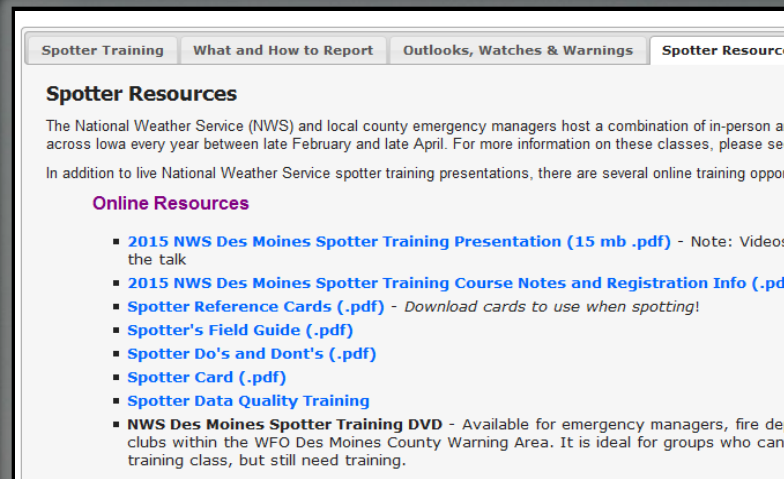 Spotter Training What and How to Report Outlooks, Watches & Warnings Spotter
Spotter Resources
The National Weather Service (NWS) and local county emergency managers host a combination of in-person
across Iowa every year between late February and late April. For more information on these classes, please
In addition to live National Weather Service spotter training presentations, there are several online training
Online Resources
2015 NWS Des Moines Spotter Training Presentation (15 mb .pdf) - Note:
the talk
2015 NWS Des Moines Spotter Training Course Notes and Registration Info
Spotter Reference Cards (.pdf) - Download cards to use when spotting!
Spotter's Field Guide (.pdf)
Spotter Do's and Dont's (.pdf)
Spotter Card (.pdf)
Spotter Data Quality Training
NWS Des Moines Spotter Training DVD - Available for emergency managers, fire
clubs within the WFO Des Moines County Warning Area. It is ideal for groups who can
training class, but still need training.